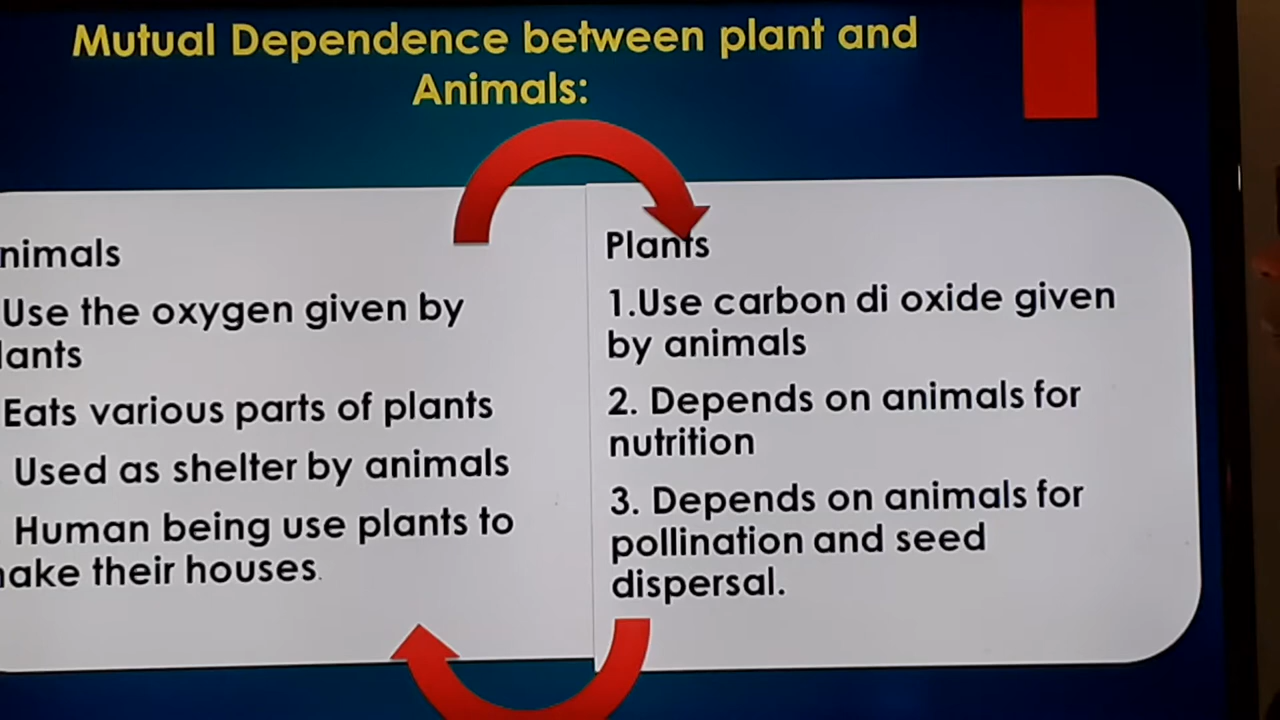 Mutual Dependence between plant and
Animals:
nimals
Use the oxygen given by
lants
Eats various parts of plants
Used as shelter by animals
Human being use plants to
ake their houses.
Plants
1.Use carbon di oxide given
by animals
2. Depends on animals for
nutrition
3. Depends on animals for
pollination and seed
dispersal.